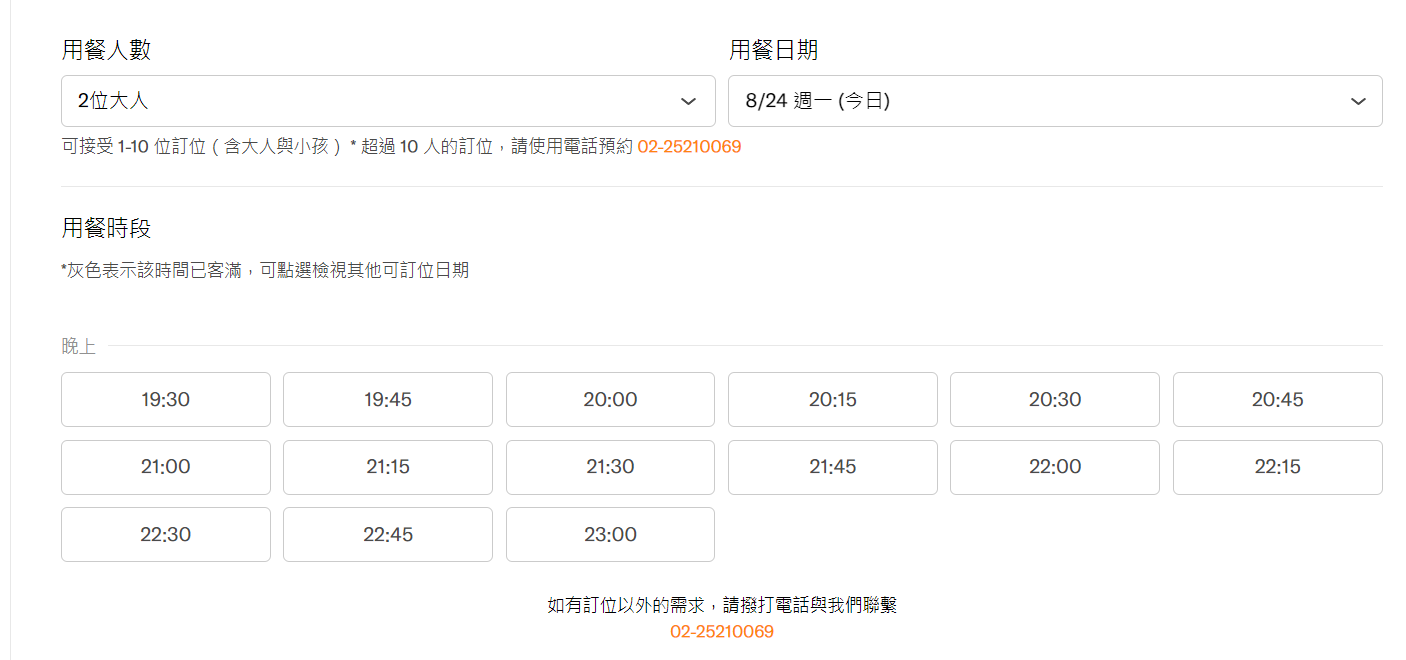 用餐人數
用餐日期
2位大人
8/24 週一 (今日)
可接受 1-10 位訂位 ( 含大人與小孩 ) * 超過 10 人的訂位，請使用電話預約 02-25210069
用餐時段
*灰色表示該時間已客滿，可點選檢視其他可訂位日期
晚上
19:30 19:45 20:00 20:15 20:30 20:45
21:00 21:15 21:30 21:45 22:00 22:15
22:30 22:45 23:00
如有訂位以外的需求，請撥打電話與我們聯繫
02-25210069